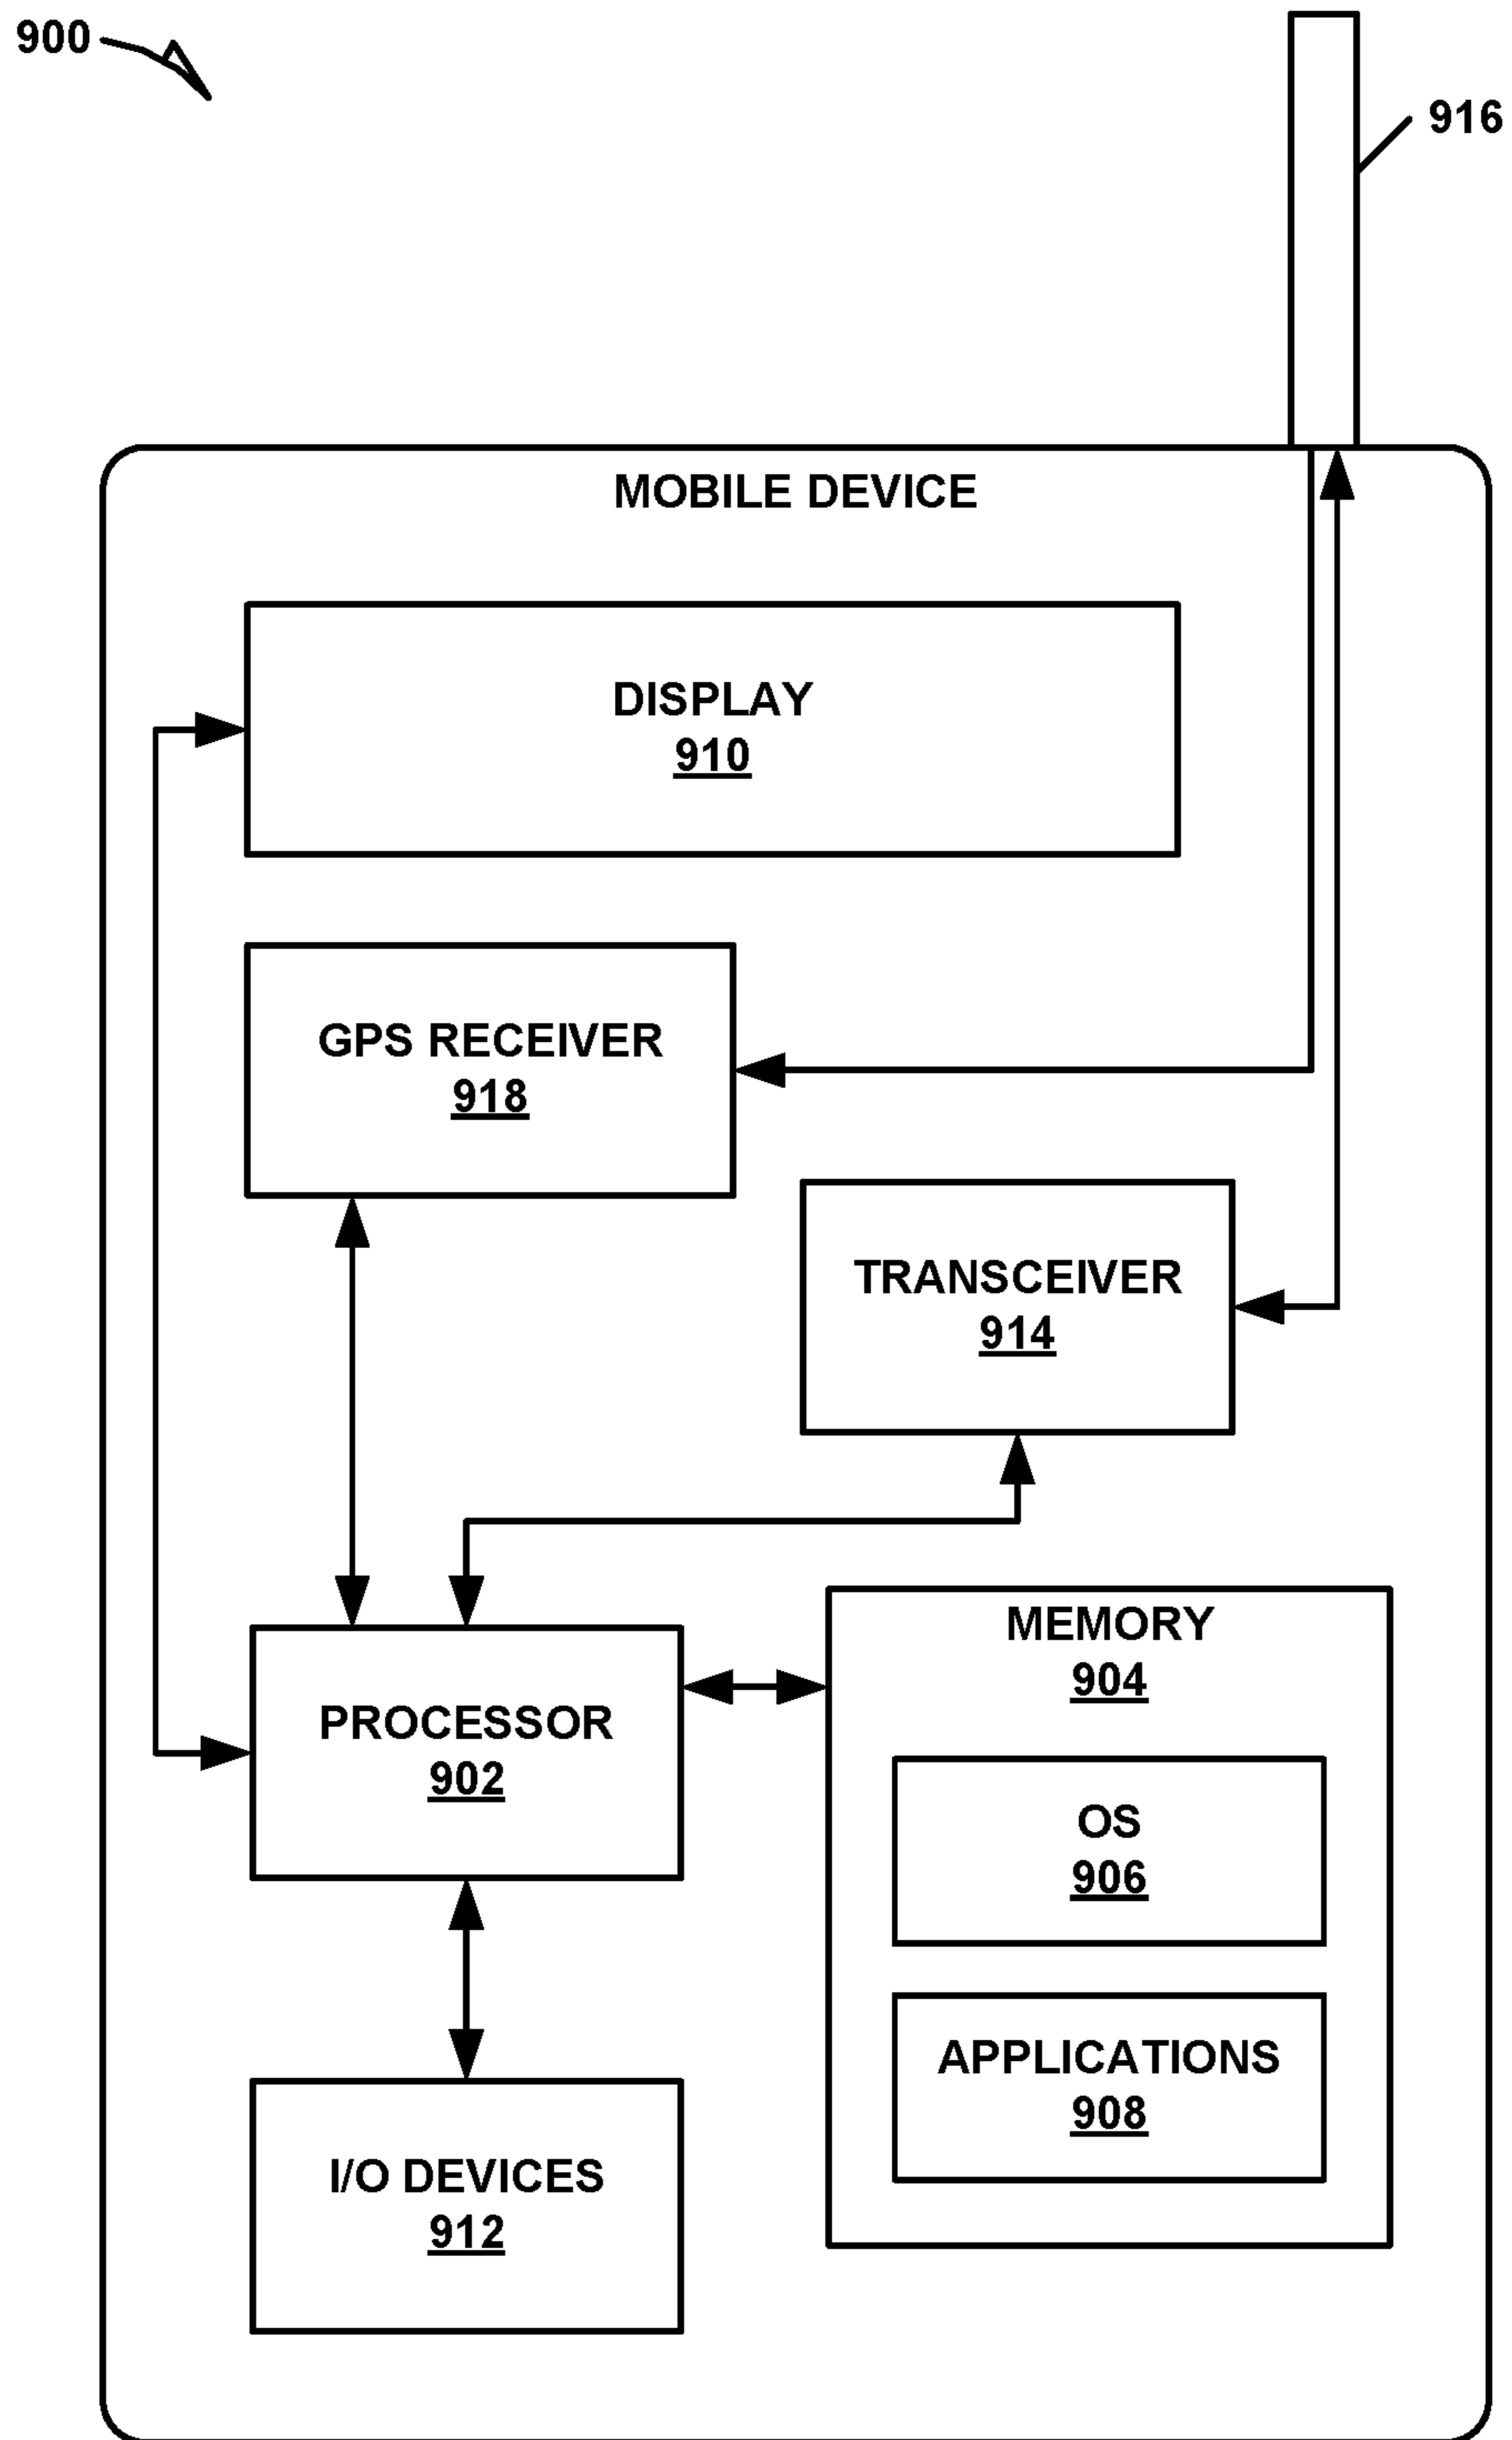 900
916
MOBILE DEVICE
DISPLAY
910
GPS RECEIVER
918
TRANSCEIVER
914
MEMORY
904
PROCESSOR
902
OS
906
APPLICATIONS
908
I/O DEVICES
912